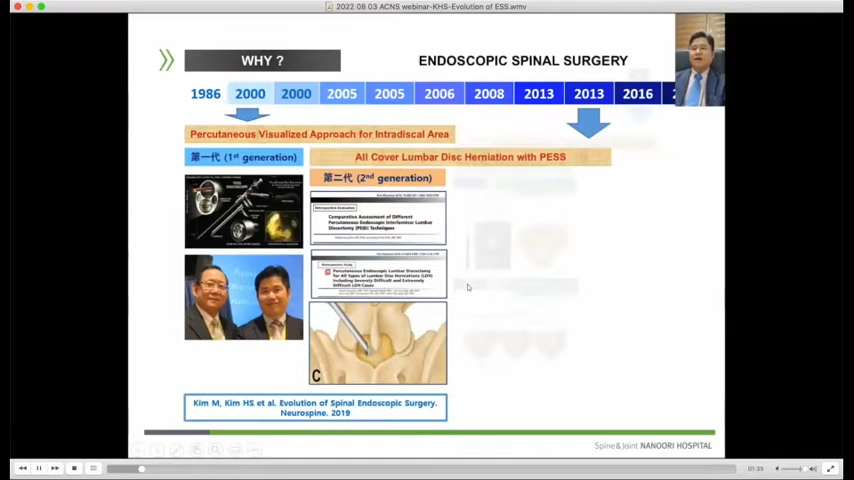 2022 08 03 ACNS webinar-KHS-Evolution of ESS.wmv
WHY ?
ENDOSCOPIC SPINAL SURGERY
1986 2000 2000 2005 2005 2006 2008 2013 2013 2016
Percutaneous Visualized Approach for Intradiscal Area
第一代 (1st generation)
All Cover Lumbar Disc Herniation with PESS
第二代 (2nd generation)
Comparative Assessment of Different
Percutaneous Endoscopic Interlaminar Lumbar
Discectomy (PEID) Techniques
Percutaneous Endoscopic Lumbar Discectomy
for All Types of Lumbar Disc Herniations (LDH)
Including Severely Difficult and Extremely
Difficult LDH Cases
C
Kim M, Kim HS et al. Evolution of Spinal Endoscopic Surgery.
Neurospine. 2019
Spine & Joint NANOORI HOSPITAL
01:35